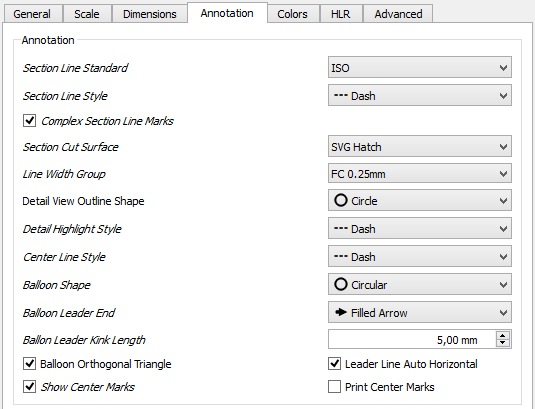 General Scale Dimensions Annotation Colors HLR Advanced
Annotation
Section Line Standard ISO
Section Line Style Dash
Complex Section Line Marks
Section Cut Surface SVG Hatch
Line Width Group FC 0.25mm
Detail View Outline Shape Circle
Detail Highlight Style Dash
Center Line Style Dash
Balloon Shape Circular
Balloon Leader End Filled Arrow
Ballon Leader Kink Length 5,00 mm
Balloon Orthogonal Triangle Leader Line Auto Horizontal
Show Center Marks Print Center Marks